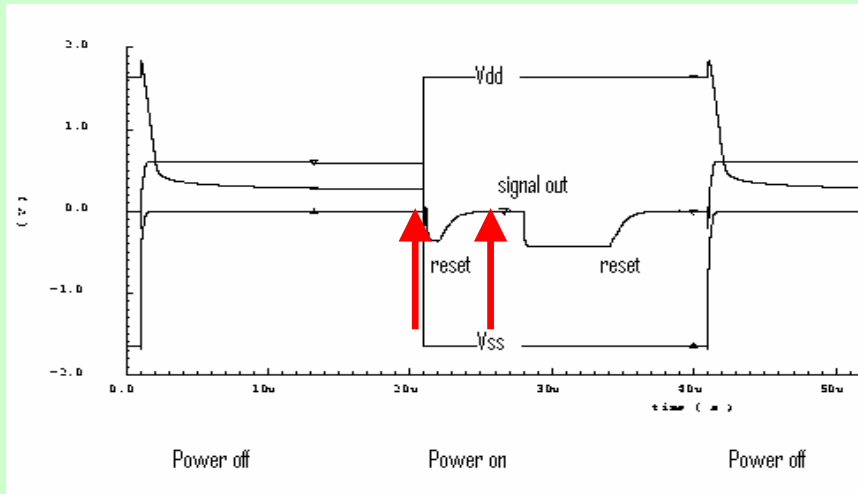 2.0
Vdd
1.0
signal out
0.0
(V)
reset
reset
-1.0
Vss
-2.0
0.0 10u 20u 30u 40u 50u
time (s)
Power off Power on Power off